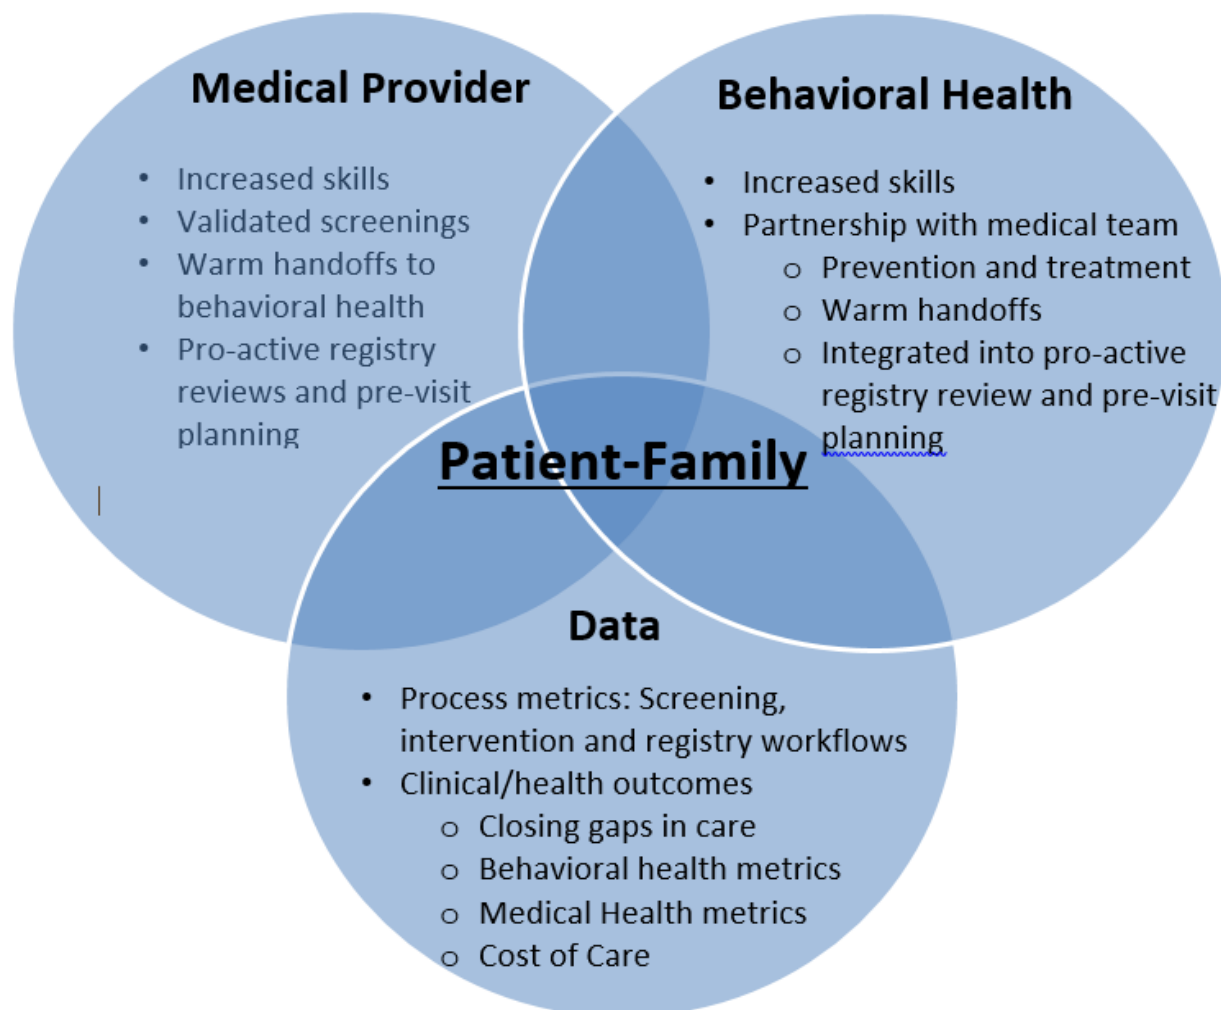 Medical Provider
• Increased skills
• Validated screenings
• Warm handoffs to
behavioral health
• Pro-active registry
reviews and pre-visit
planning
Behavioral Health
• Increased skills
• Partnership with medical team
o Prevention and treatment
o Warm handoffs
o Integrated into pro-active
registry review and pre-visit
planning
Patient-Family
Data
• Process metrics: Screening,
intervention and registry workflows
• Clinical/health outcomes
o Closing gaps in care
o Behavioral health metrics
o Medical Health metrics
o Cost of Care